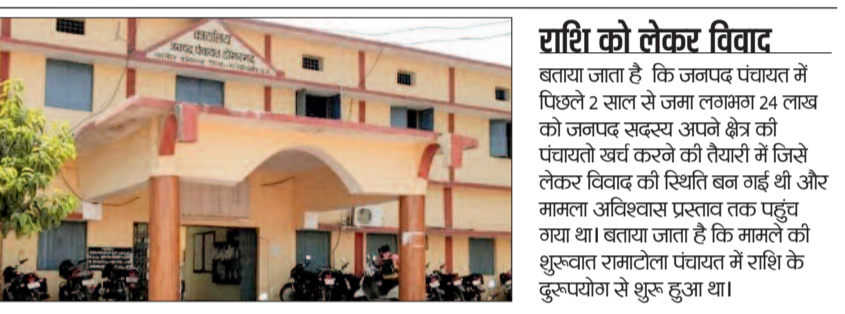 कार्यालय
जनपद पंचायत डोंगरगढ़
राशि को लेकर विवाद
बताया जाता है कि जनपद पंचायत में
पिछले 2 साल से जमा लगभग 24 लाख
को जनपद सदस्य अपने क्षेत्र की
पंचायतो खर्च करने की तैयारी में जिसे
लेकर विवाद की स्थिति बन गई थी और
मामला अविश्वास प्रस्ताव तक पहुंच
गया था। बताया जाता है कि मामले की
शुरूवात रामाटोला पंचायत में राशि के
दुरूपयोग से शुरू हुआ था।